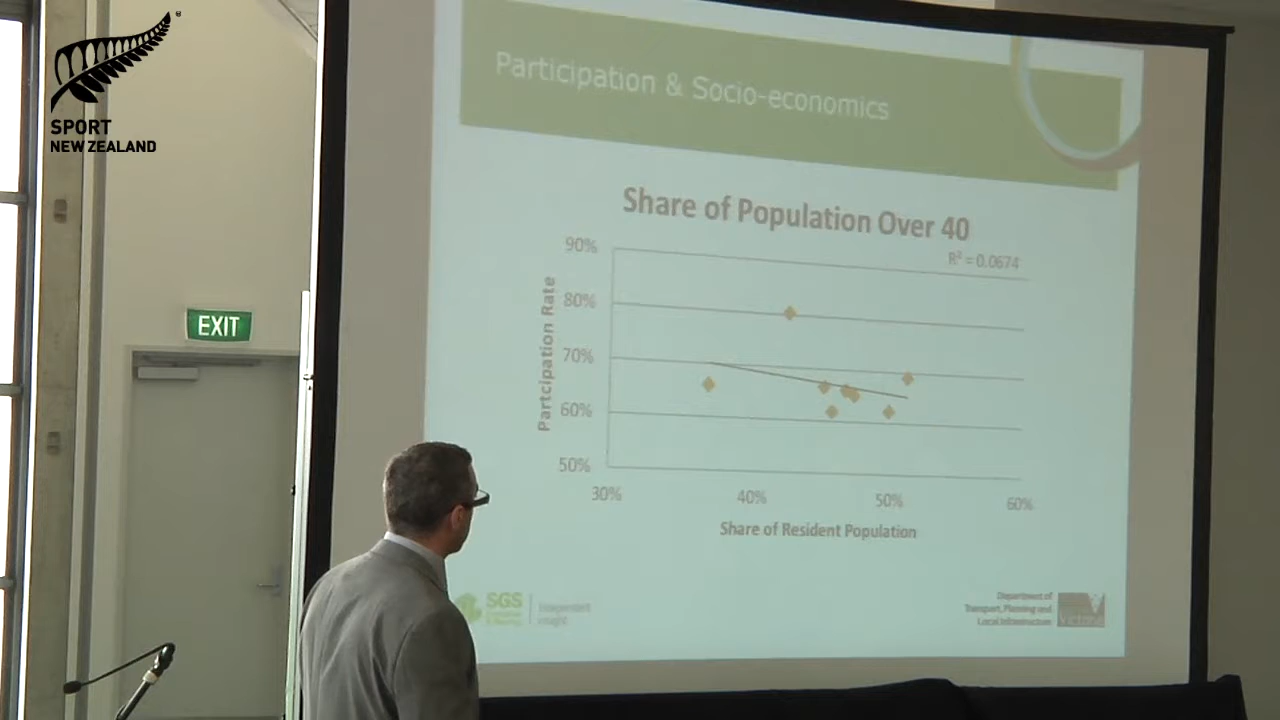 SPORT
NEW ZEALAND
EXIT
Participation & Socio-economics
Share of Population Over 40
R² = 0.0674
Partcipation Rate
90%
80%
70%
60%
50%
30%
40%
50%
60%
Share of Resident Population
SGS
Independent
insight
Department of
Transport, Planning and
Local Infrastructure
Victoria